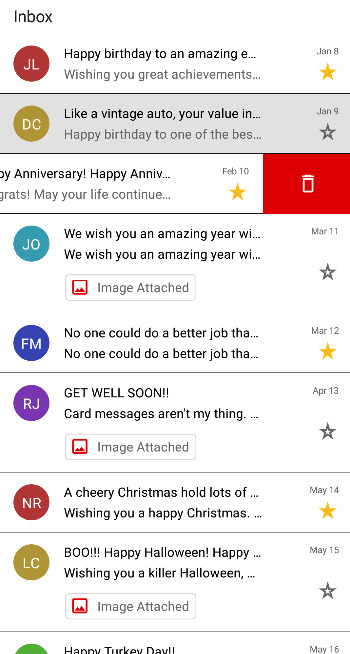 Inbox
JL
Happy birthday to an amazing e...
Jan 8
Wishing you great achievements...
DC
Like a vintage auto, your value in...
Jan 9
Happy birthday to one of the bes...
py Anniversary! Happy Anniv...
Feb 10
grats! May your life continue...
JO
We wish you an amazing year wi...
Mar 11
We wish you an amazing year wi...
Image Attached
FM
No one could do a better job tha...
Mar 12
No one could do a better job tha...
RJ
GET WELL SOON!!
Apr 13
Card messages aren't my thing. ...
Image Attached
NR
A cheery Christmas hold lots of ...
May 14
Wishing you a happy Christmas. ...
LC
BOO!!! Happy Halloween! Happy ...
May 15
Wishing you a killer Halloween, ...
Image Attached
Happy Turkey Day!!
May 16